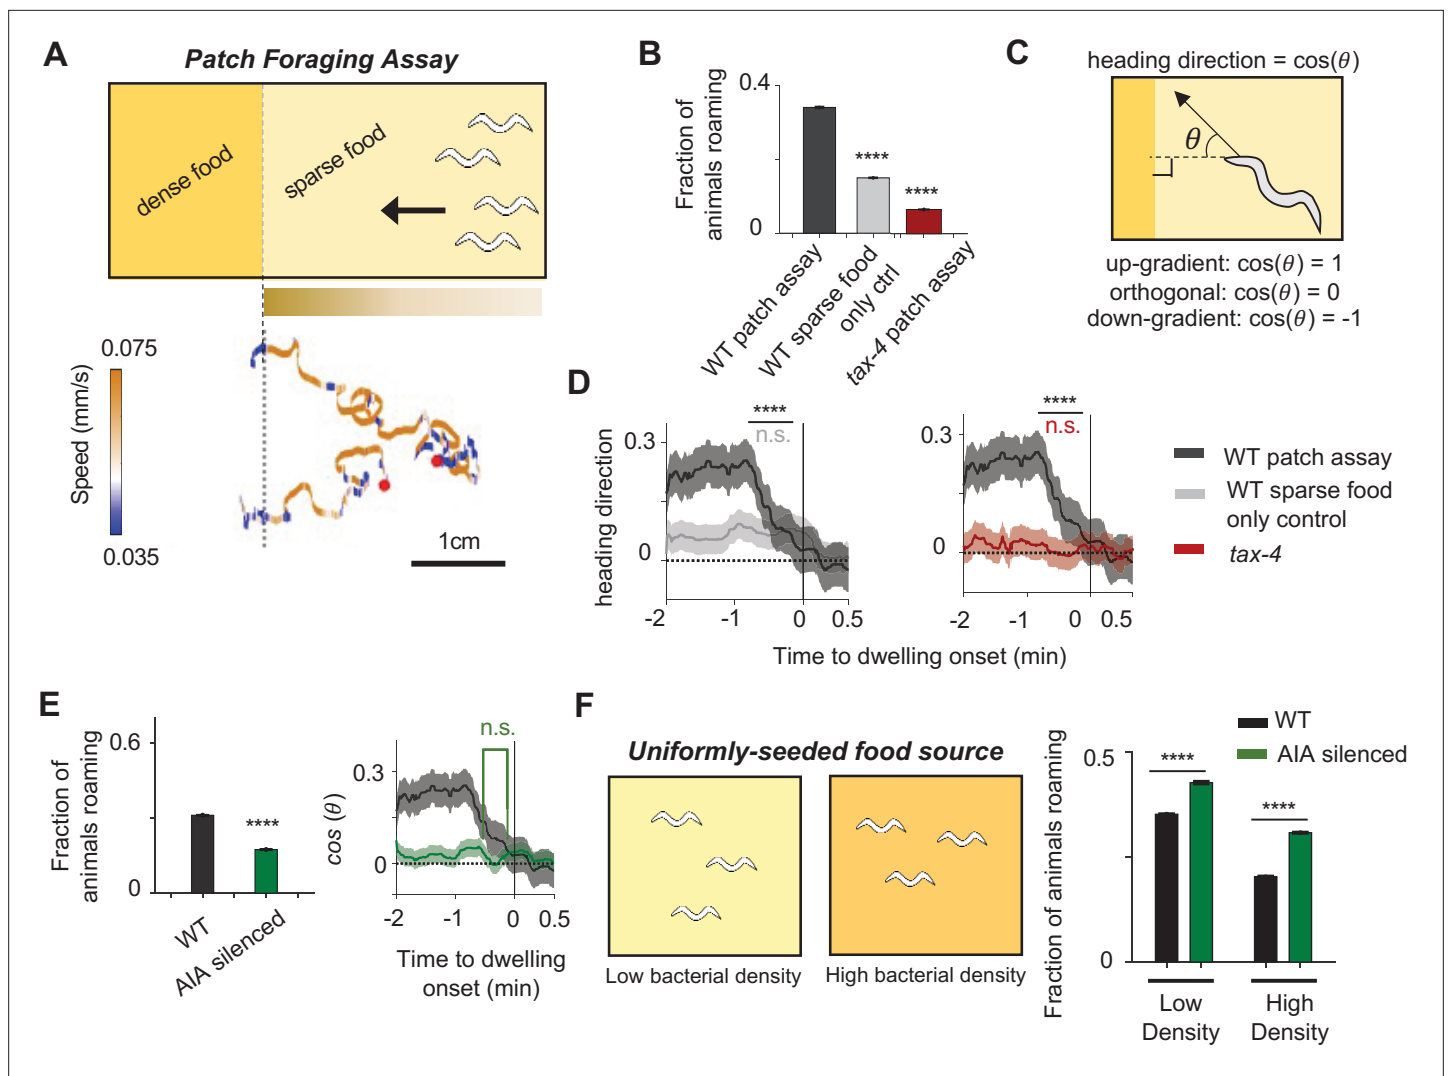 A
Patch Foraging Assay
dense food
sparse food
Speed (mm/s)
0.075
0.035
1cm
B
Fraction of
animals roaming
0.4
0
****
****
WT patch assay
WT sparse food
only ctrl
tax-4 patch assay
C
heading direction = cos(θ)
θ
up-gradient: cos(θ) = 1
orthogonal: cos(θ) = 0
down-gradient: cos(θ) = -1
D
heading direction
0.3
0
****
n.s.
-2
-1
0
0.5
0.3
0
****
n.s.
-2
-1
0
0.5
Time to dwelling onset (min)
WT patch assay
WT sparse food
only control
tax-4
E
Fraction of
animals roaming
0.6
0
****
WT
AIA silenced
cos (θ)
0.3
0
n.s.
-2
-1
0
0.5
Time to dwelling
onset (min)
F
Uniformly-seeded food source
Low bacterial density
High bacterial density
Fraction of animals roaming
0.5
0
****
****
WT
AIA silenced
Low
Density
High
Density